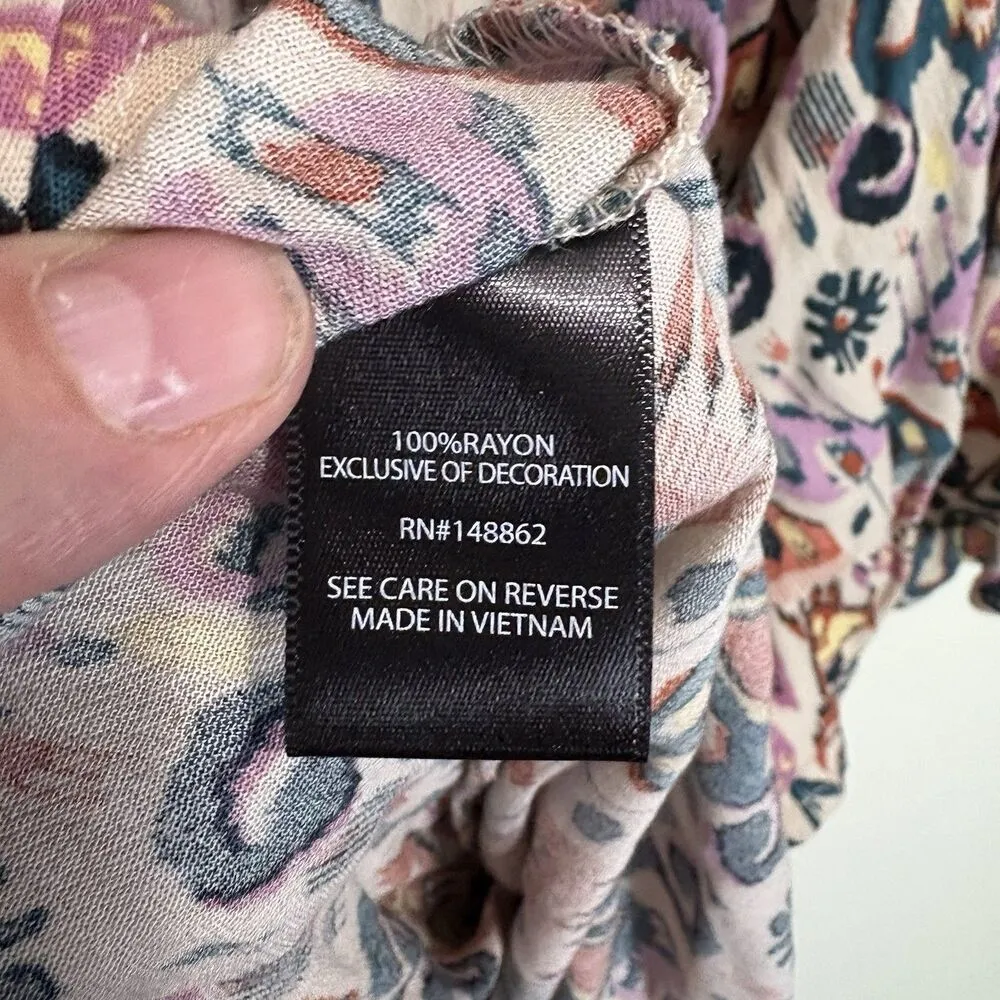 100%RAYON
EXCLUSIVE OF DECORATION
RN#148862
SEE CARE ON REVERSE
MADE IN VIETNAM